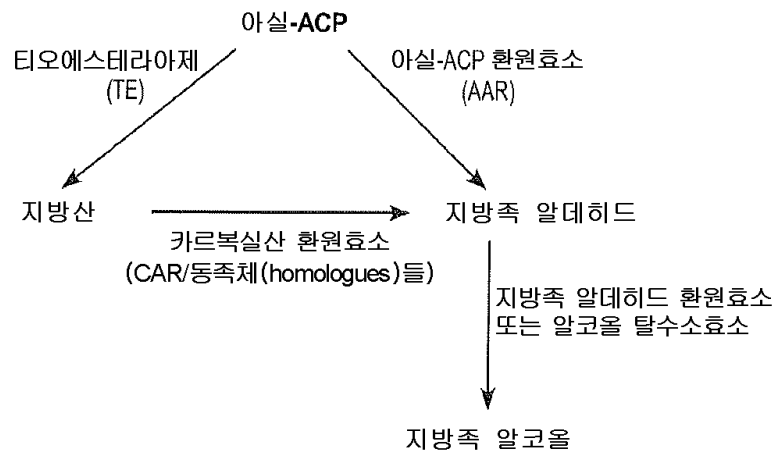 아실-ACP
티오에스테라아제
(TE)
아실-ACP 환원효소
(AAR)
지방산
지방족 알데히드
카르복실산 환원효소
(CAR/동족체(homologues)들)
지방족 알데히드 환원효소
또는 알코올 탈수소효소
지방족 알코올